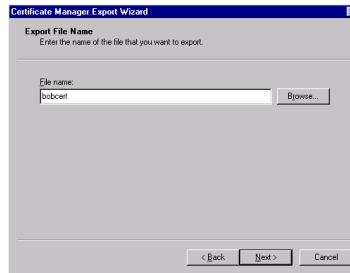 Certificate Manager Export Wizard
Export File Name
Enter the name of the file that you want to export.
File name:
bobcert
Browse...
< Back
Next >
Cancel